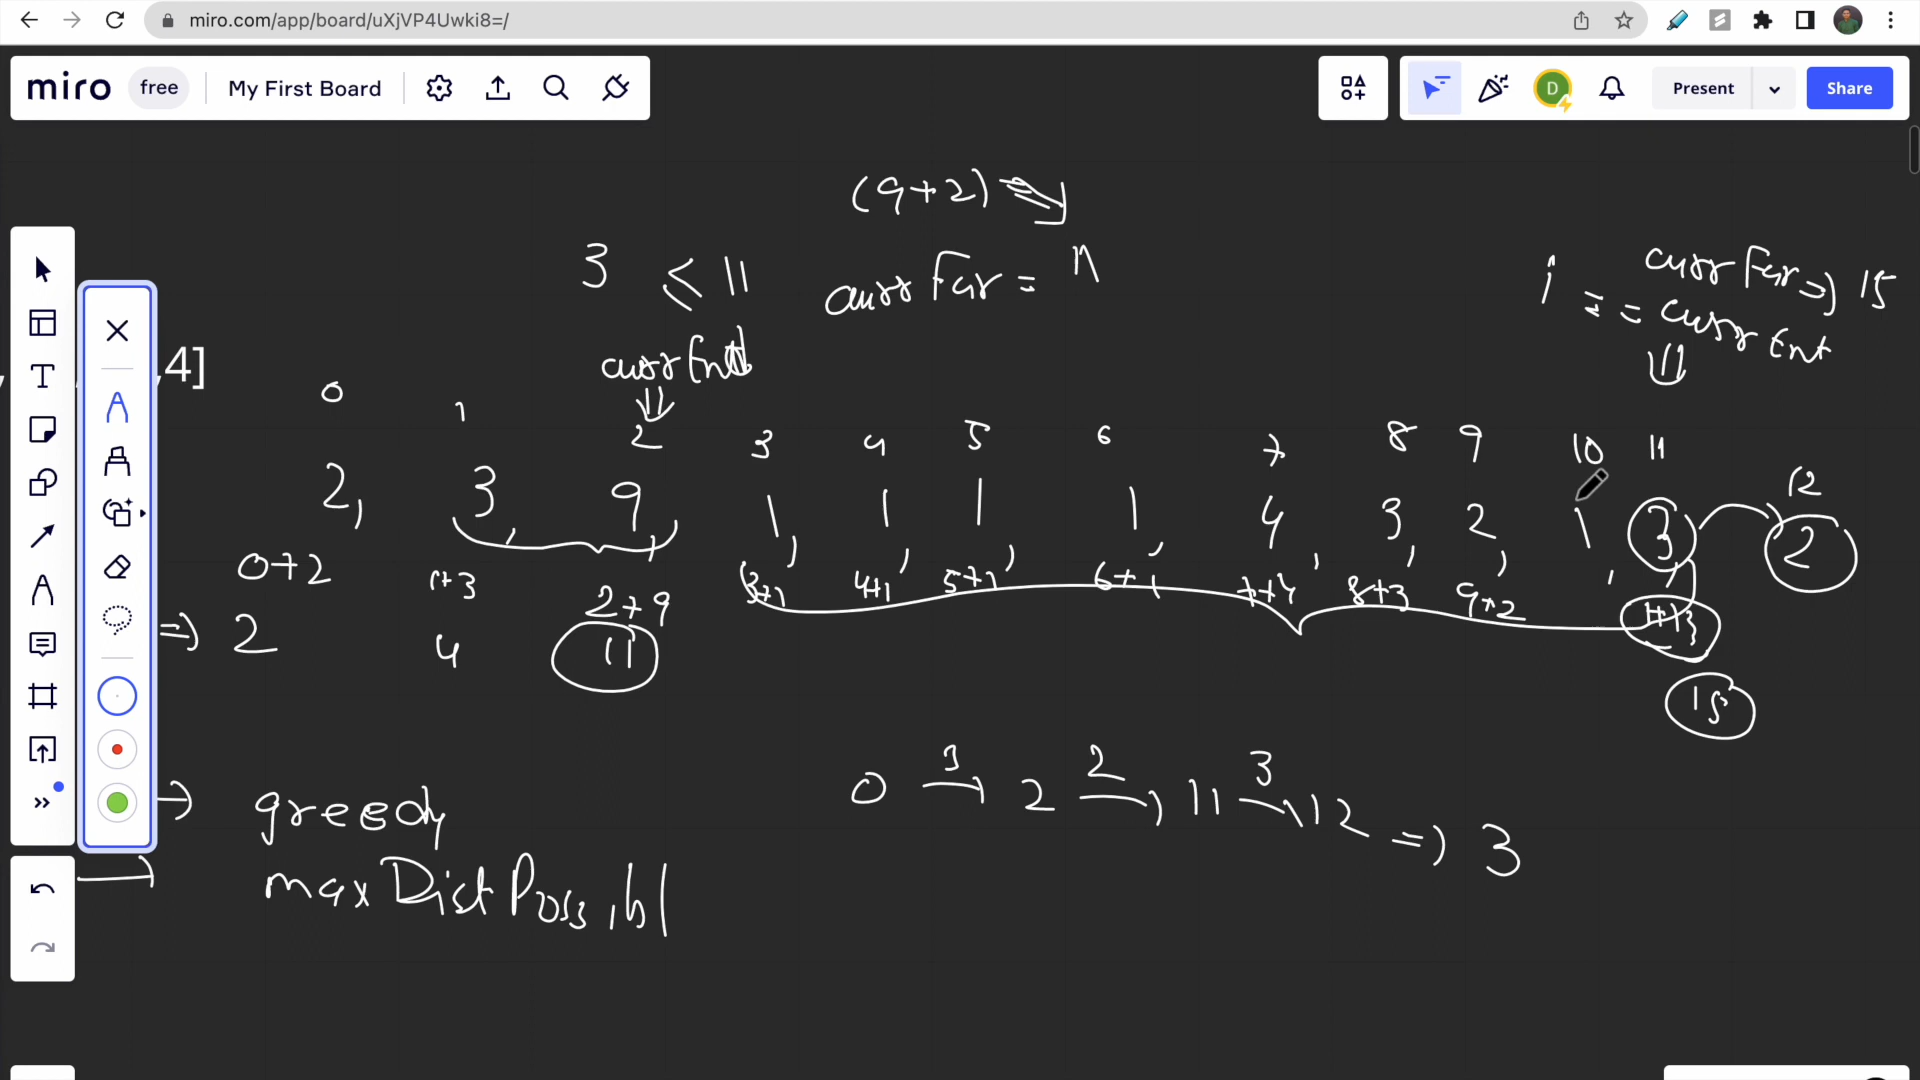 miro.com/app/board/uXjVP4Uwki8=/
miro free My First Board
D Present Share
(9+2)
3 < 11 currFar = 11
i == currEnt
currFar => 15
currEnd
,4]
0 1 2 3 4 5 6 7 8 9 10 11 12
2, 3, 9, 1, 1, 1, 1, 4, 3, 2, 1, 3, 2
0+2 1+3 2+9 3+1 4+1 5+1 6+1 7+4 8+3 9+2
=> 2 4 11
15
0 → 2 → 11 → 12 => 3
2 3
greedy
maxDistPossibl